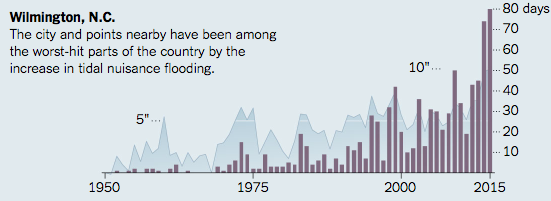 Wilmington, N.C.
The city and points nearby have been among
the worst-hit parts of the country by the
increase in tidal nuisance flooding.
80 days
70
60
10"
50
40
5"
30
20
10
1950 1975 2000 2015